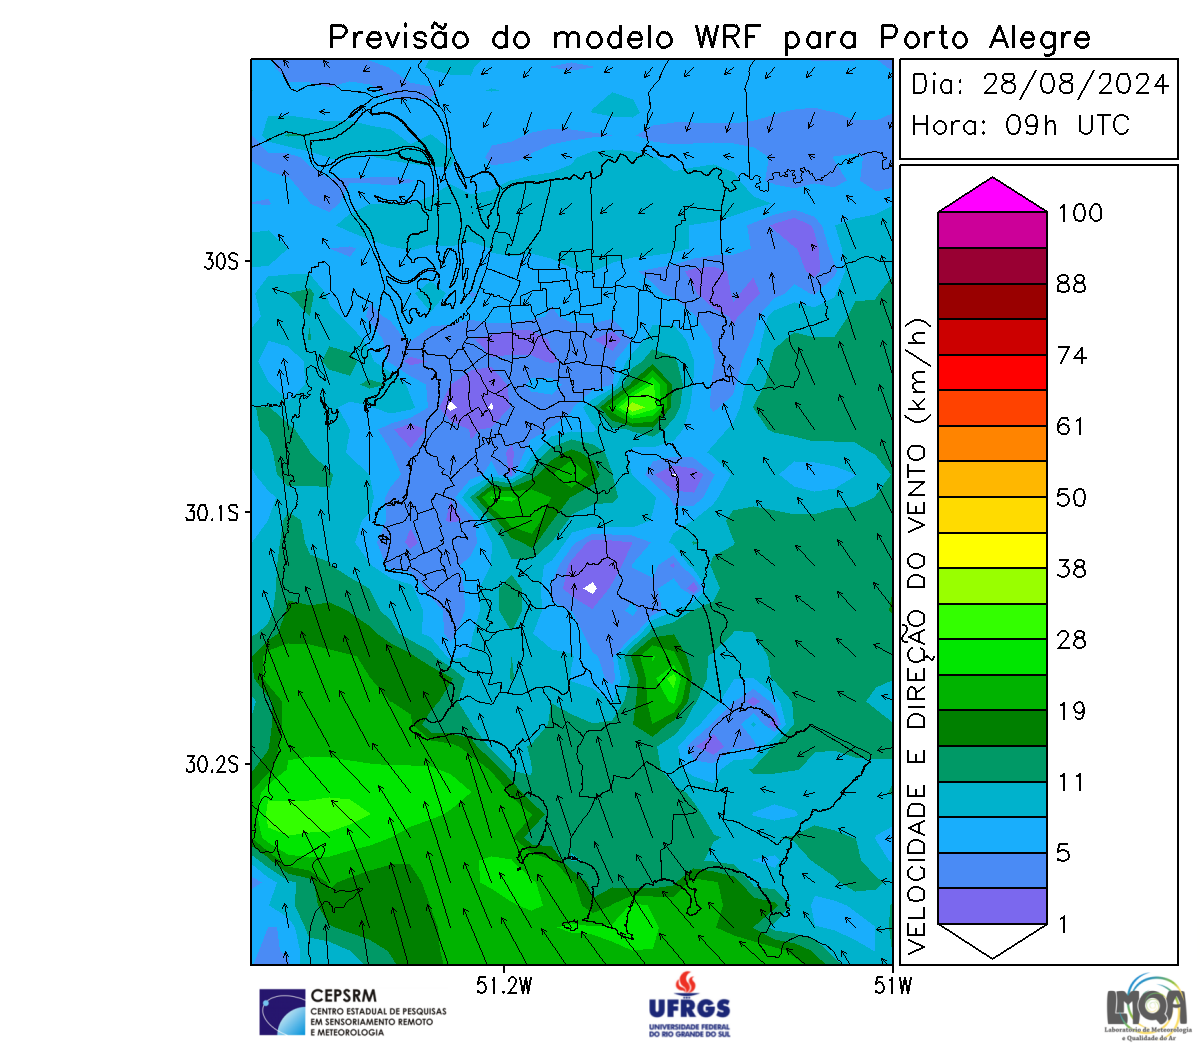 Previsão do modelo WRF para Porto Alegre
Dia: 28/08/2024
Hora: 09h UTC
30S
30.1S
30.2S
51.2W
51W
VELOCIDADE E DIREÇÃO DO VENTO (km/h)
100
88
74
61
50
38
28
19
11
5
1
CEPSRM
CENTRO ESTADUAL DE PESQUISAS
EM SENSORIAMENTO REMOTO
E METEOROLOGIA
UFRGS
UNIVERSIDADE FEDERAL
DO RIO GRANDE DO SUL
LMQA
Laboratório de Meteorologia
e Qualidade do Ar